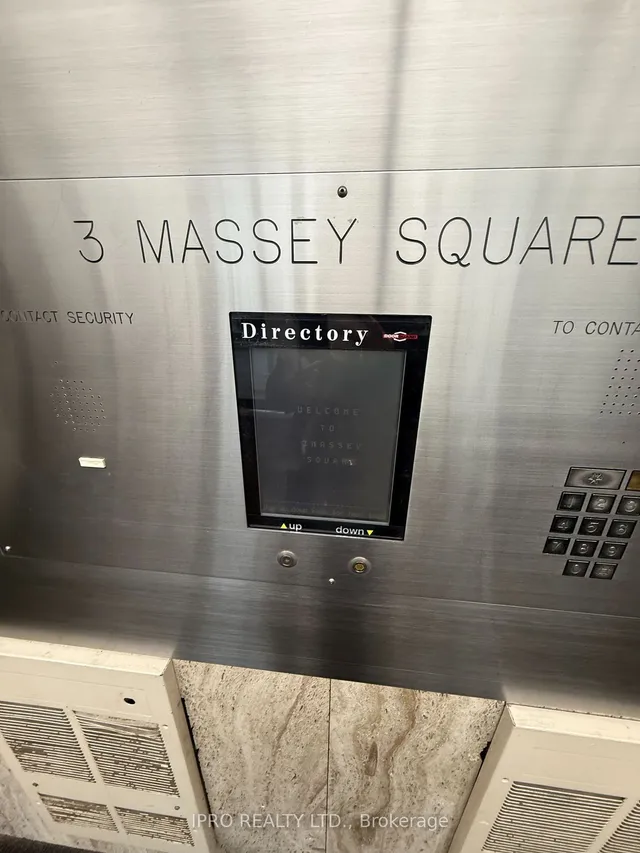 3 MASSEY SQUARE
CONTACT SECURITY
TO CONTA
Directory
WELCOME
TO
MASSEY
SQUARE
up down
IPRO REALTY LTD., Brokerage